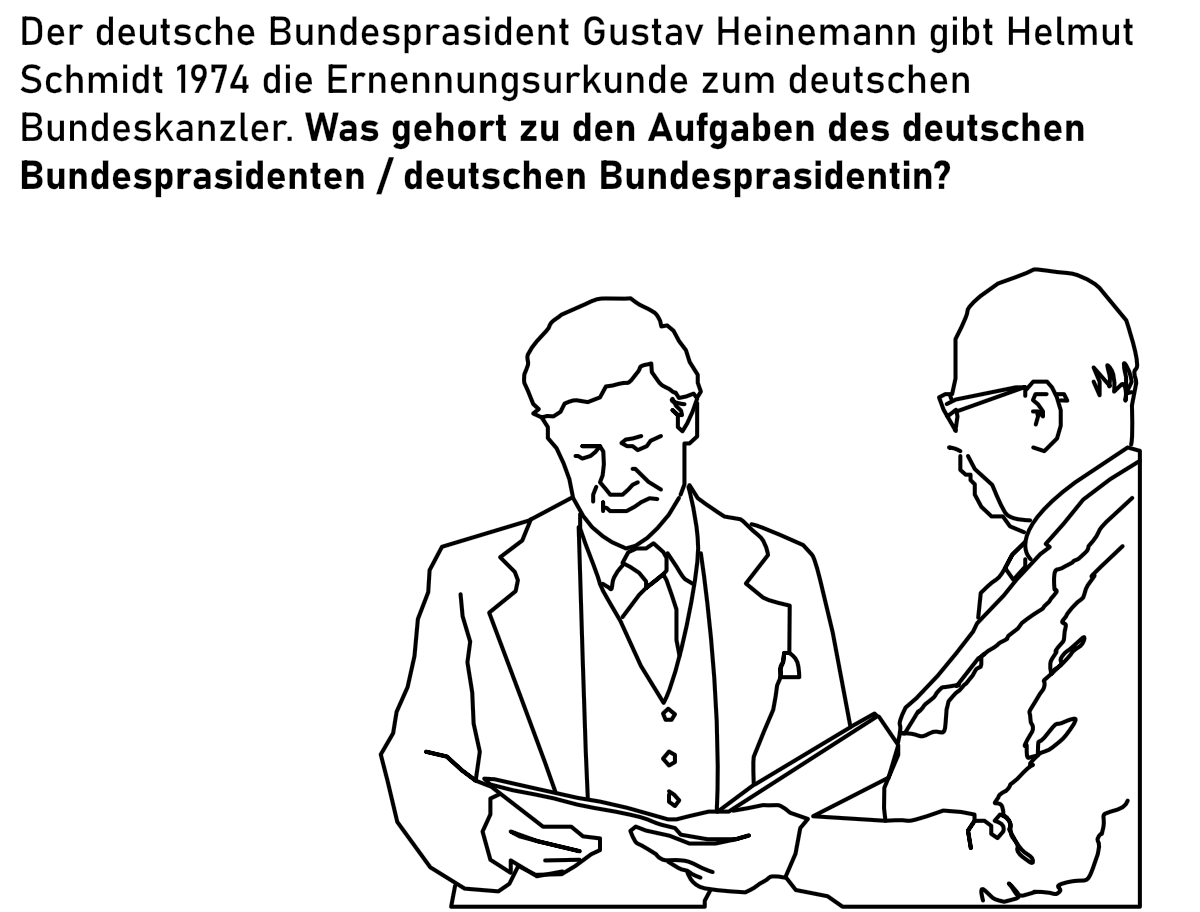 Der deutsche Bundesprasident Gustav Heinemann gibt Helmut
Schmidt 1974 die Ernennungsurkunde zum deutschen
Bundeskanzler. Was gehort zu den Aufgaben des deutschen
Bundesprasidenten / deutschen Bundesprasidentin?